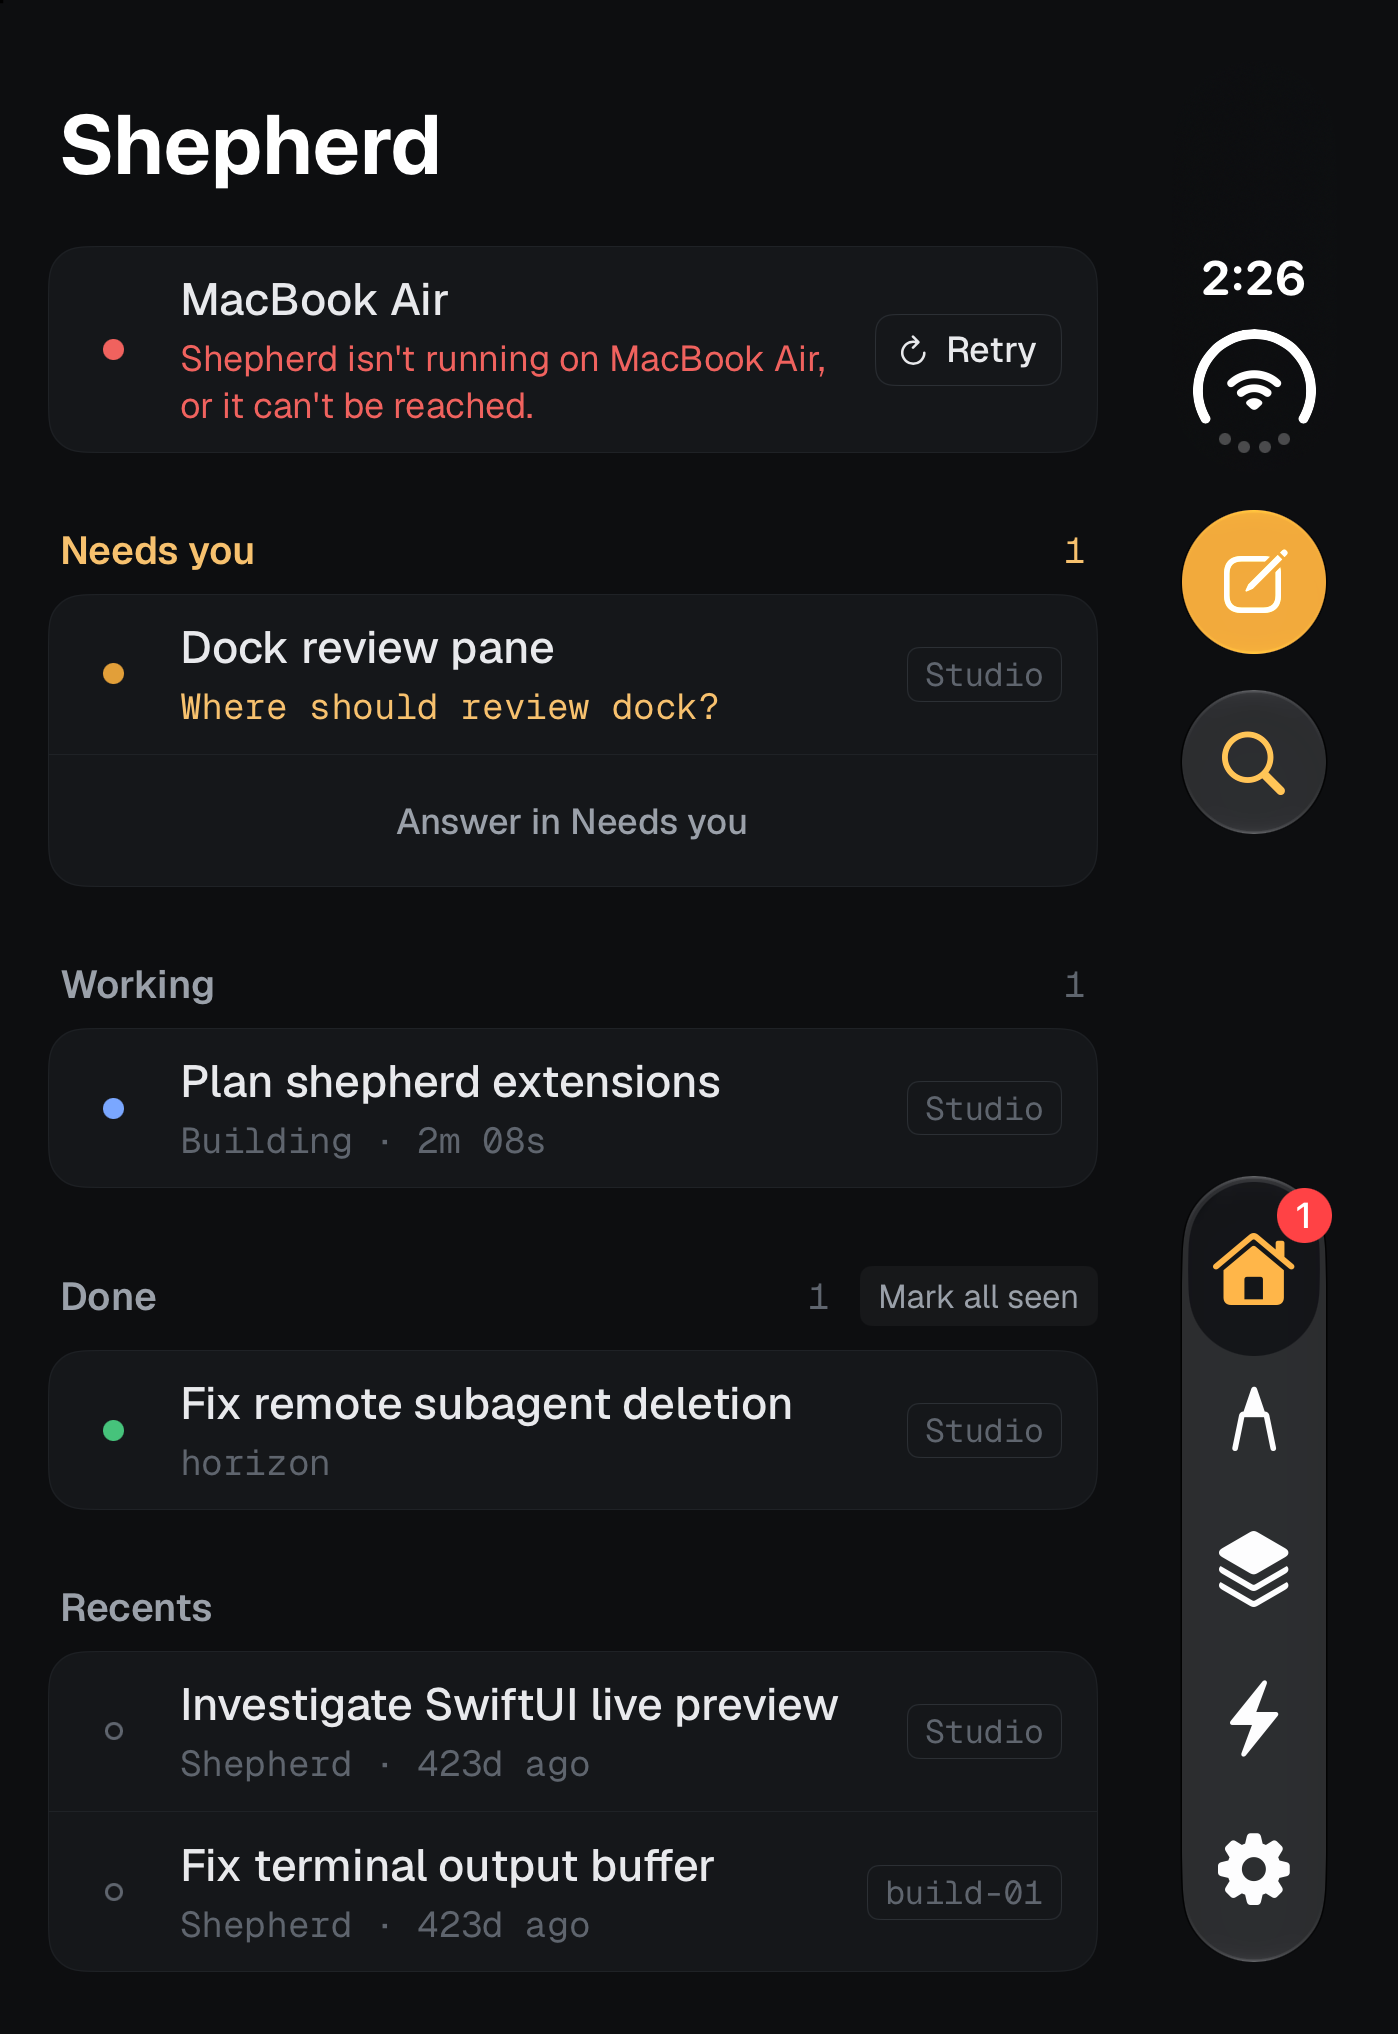 Shepherd
MacBook Air
Shepherd isn't running on MacBook Air,
or it can't be reached.
Retry
2:26
Needs you
1
Dock review pane
Where should review dock?
Studio
Answer in Needs you
Working
1
Plan shepherd extensions
Building · 2m 08s
Studio
1
Done
1
Mark all seen
Fix remote subagent deletion
horizon
Studio
Recents
Investigate SwiftUI live preview
Shepherd · 423d ago
Studio
Fix terminal output buffer
Shepherd · 423d ago
build-01